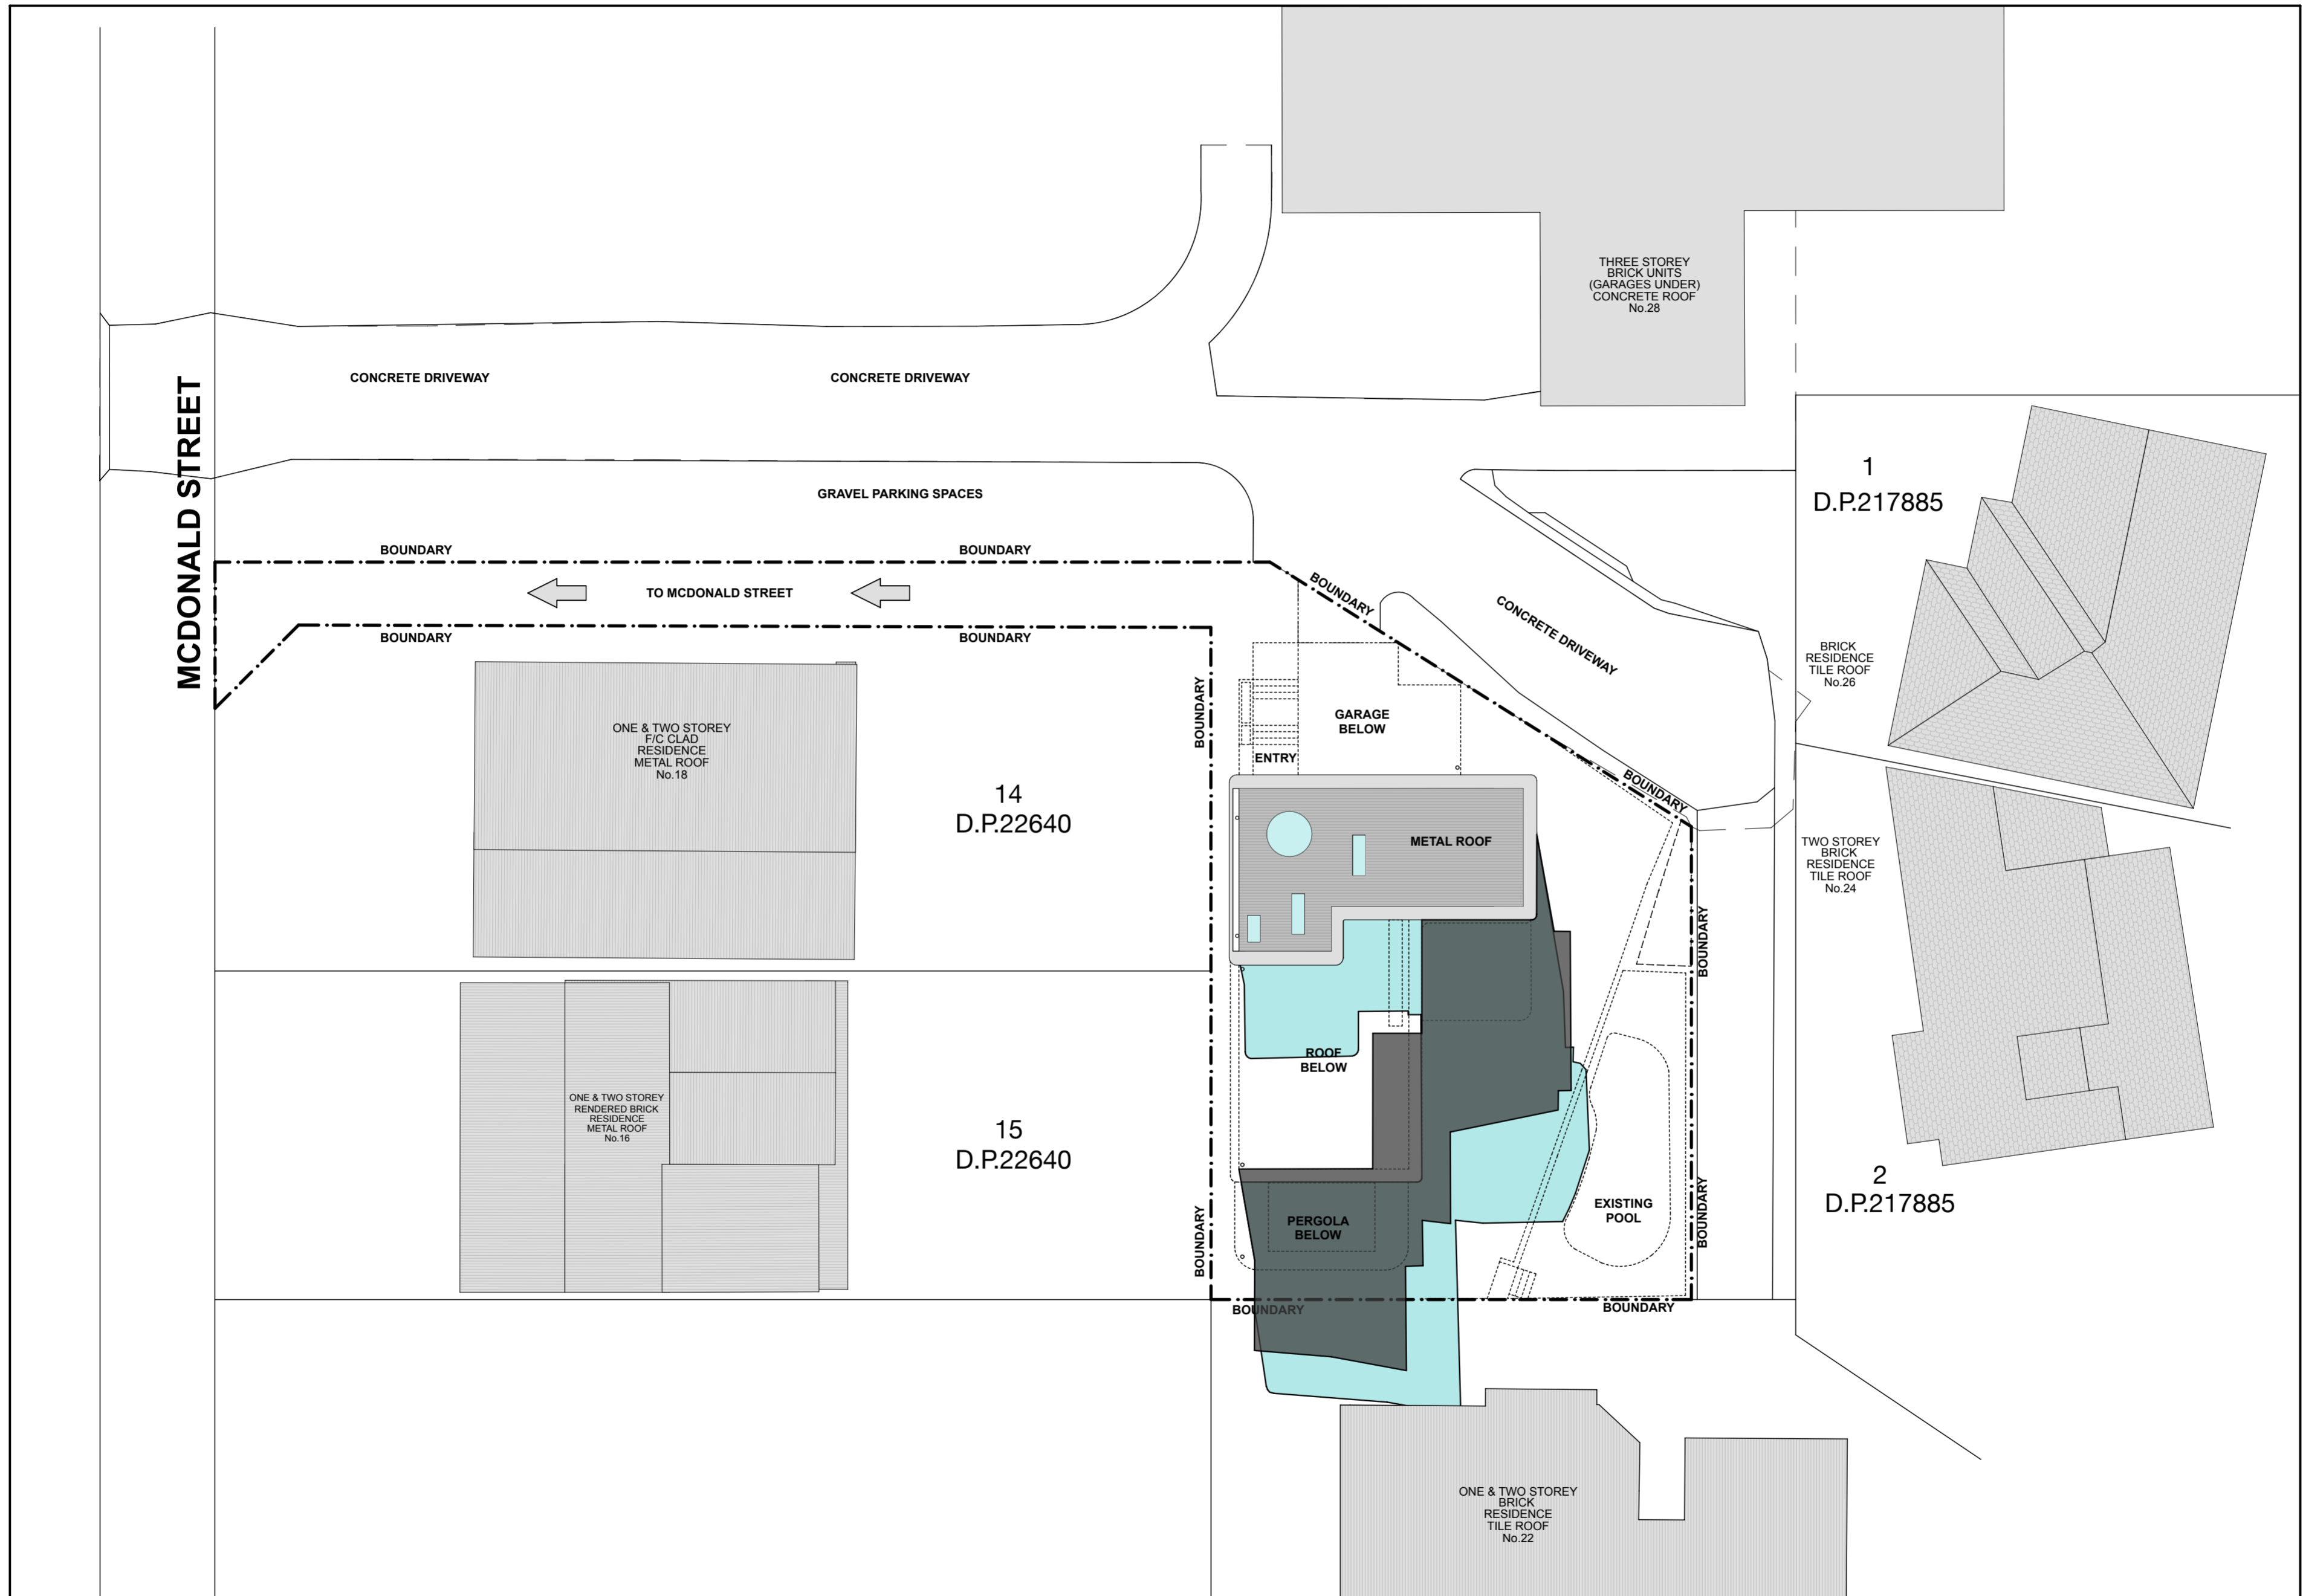 THREE STOREY
BRICK UNITS
(GARAGES UNDER)
CONCRETE ROOF
No.28
CONCRETE DRIVEWAY
CONCRETE DRIVEWAY
MCDONALD STREET
GRAVEL PARKING SPACES
1
D.P.217885
BOUNDARY
BOUNDARY
TO MCDONALD STREET
BOUNDARY
BOUNDARY
BOUNDARY
CONCRETE DRIVEWAY
BRICK
RESIDENCE
TILE ROOF
No.26
BOUNDARY
GARAGE
BELOW
ENTRY
ONE & TWO STOREY
F/C CLAD
RESIDENCE
METAL ROOF
No.18
14
D.P.22640
BOUNDARY
METAL ROOF
TWO STOREY
BRICK
RESIDENCE
TILE ROOF
No.24
BOUNDARY
ROOF
BELOW
ONE & TWO STOREY
RENDERED BRICK
RESIDENCE
METAL ROOF
No.16
15
D.P.22640
2
D.P.217885
BOUNDARY
PERGOLA
BELOW
EXISTING
POOL
BOUNDARY
BOUNDARY
BOUNDARY
ONE & TWO STOREY
BRICK
RESIDENCE
TILE ROOF
No.22